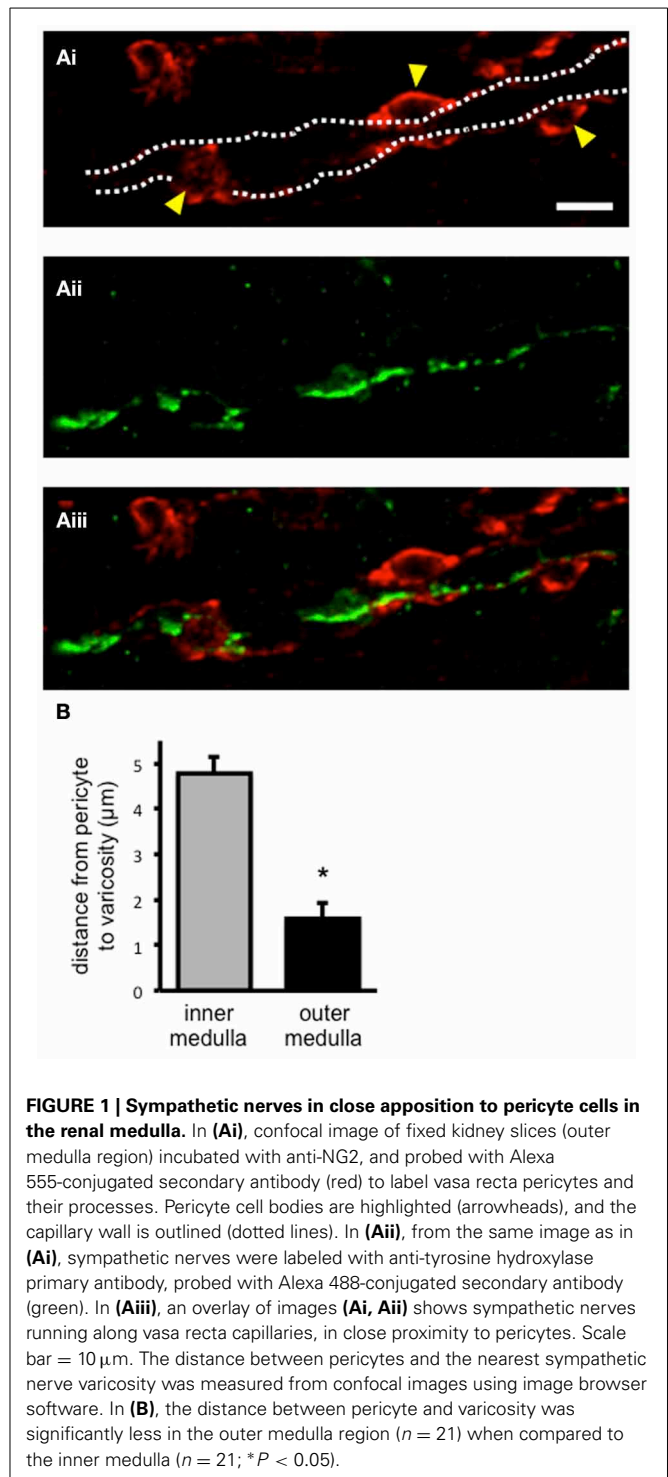 Ai
Aii
Aiii
B
distance from pericyte
to varicosity (µm)
5
4
3
2
1
0
*
inner
medulla
outer
medulla
FIGURE 1 | Sympathetic nerves in close apposition to pericyte cells in
the renal medulla. In (Ai), confocal image of fixed kidney slices (outer
medulla region) incubated with anti-NG2, and probed with Alexa
555-conjugated secondary antibody (red) to label vasa recta pericytes and
their processes. Pericyte cell bodies are highlighted (arrowheads), and the
capillary wall is outlined (dotted lines). In (Aii), from the same image as in
(Ai), sympathetic nerves were labeled with anti-tyrosine hydroxylase
primary antibody, probed with Alexa 488-conjugated secondary antibody
(green). In (Aiii), an overlay of images (Ai, Aii) shows sympathetic nerves
running along vasa recta capillaries, in close proximity to pericytes. Scale
bar = 10 µm. The distance between pericytes and the nearest sympathetic
nerve varicosity was measured from confocal images using image browser
software. In (B), the distance between pericyte and varicosity was
significantly less in the outer medulla region (n = 21) when compared to
the inner medulla (n = 21; *P < 0.05).